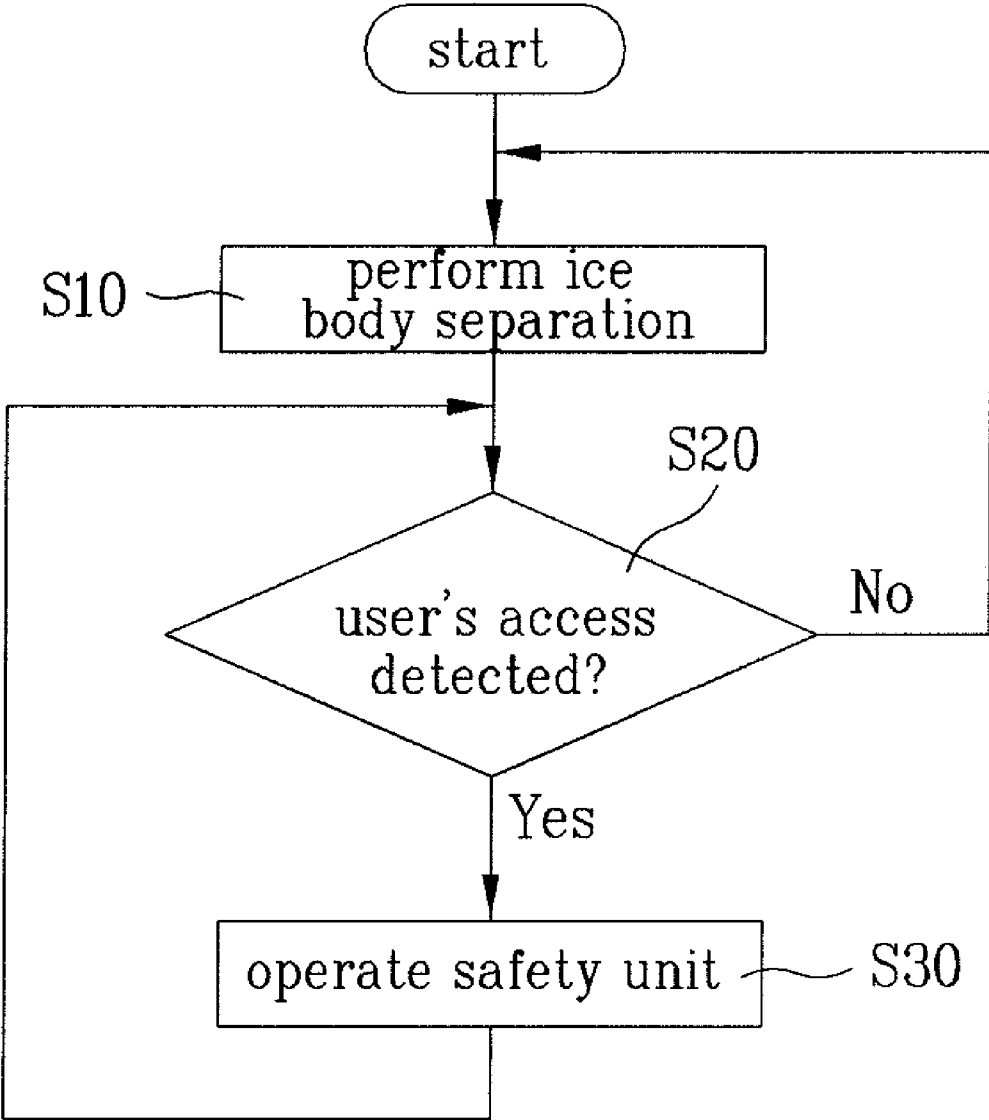 start
perform ice
body separation
S10
S20
user's access
detected?
No
Yes
operate safety unit
S30